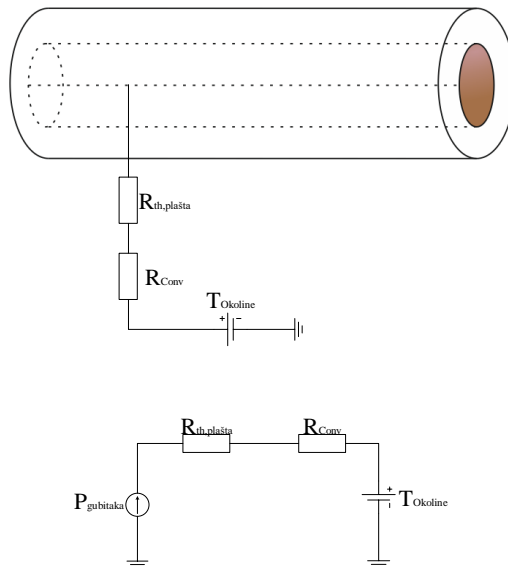 R th,plašta
R Conv
T Okoline
+ −
R th,plašta R Conv
P gubitaka
+
T Okoline
−